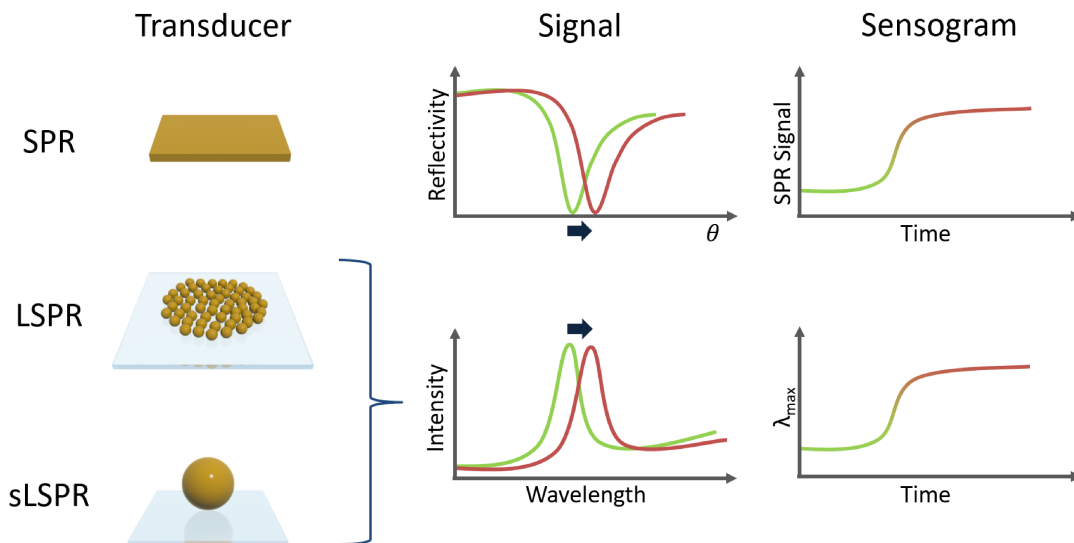 Transducer
Signal
Sensogram
SPR
Reflectivity
θ
SPR Signal
Time
LSPR
Intensity
Wavelength
λmax
Time
sLSPR